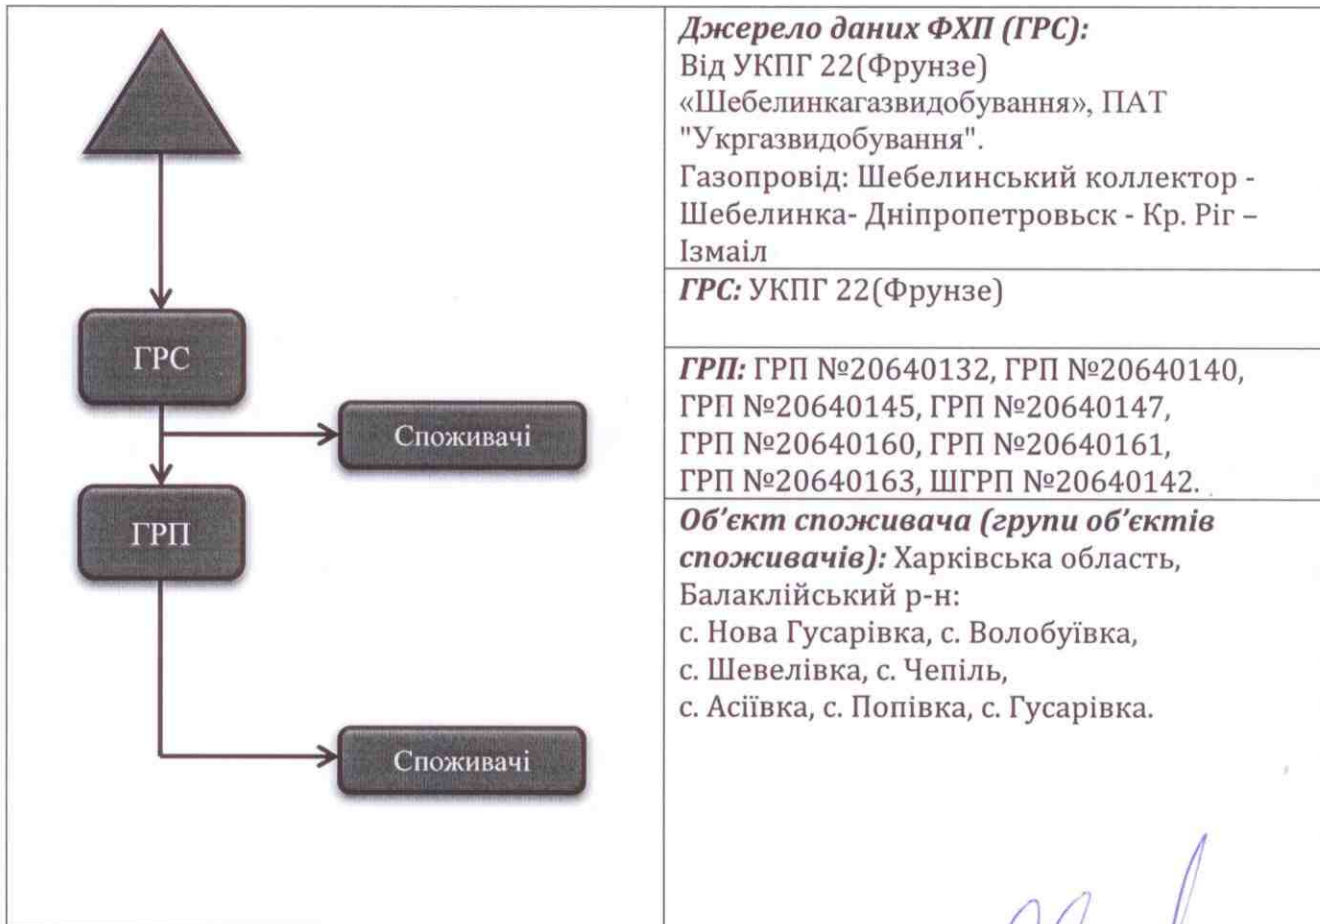 ГРС
Споживачі
ГРП
Споживачі
Джерело даних ФХП (ГРС):
Від УКПГ 22(Фрунзе)
«Шебелинкагазвидобування», ПАТ
"Укргазвидобування".
Газопровід: Шебелинський коллектор -
Шебелинка- Дніпропетровьск - Кр. Ріг –
Ізмаіл
ГРС: УКПГ 22(Фрунзе)
ГРП: ГРП №20640132, ГРП №20640140,
ГРП №20640145, ГРП №20640147,
ГРП №20640160, ГРП №20640161,
ГРП №20640163, ШГРП №20640142.
Об’єкт споживача (групи об’єктів
споживачів): Харківська область,
Балаклійський р-н:
с. Нова Гусарівка, с. Волобуївка,
с. Шевелівка, с. Чепіль,
с. Асіївка, с. Попівка, с. Гусарівка.